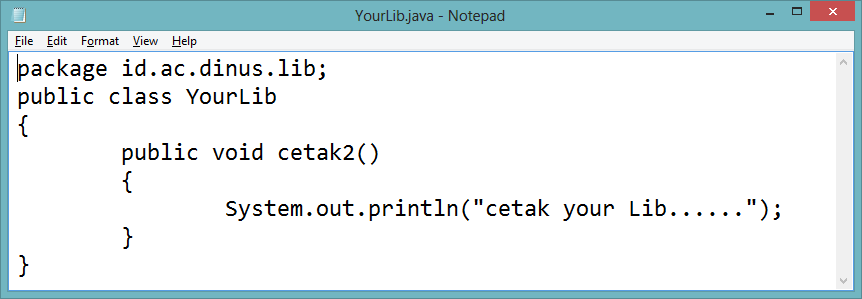 YourLib.java - Notepad
File Edit Format View Help
package id.ac.dinus.lib;
public class YourLib
{
        public void cetak2()
        {
                System.out.println("cetak your Lib......");
        }
}